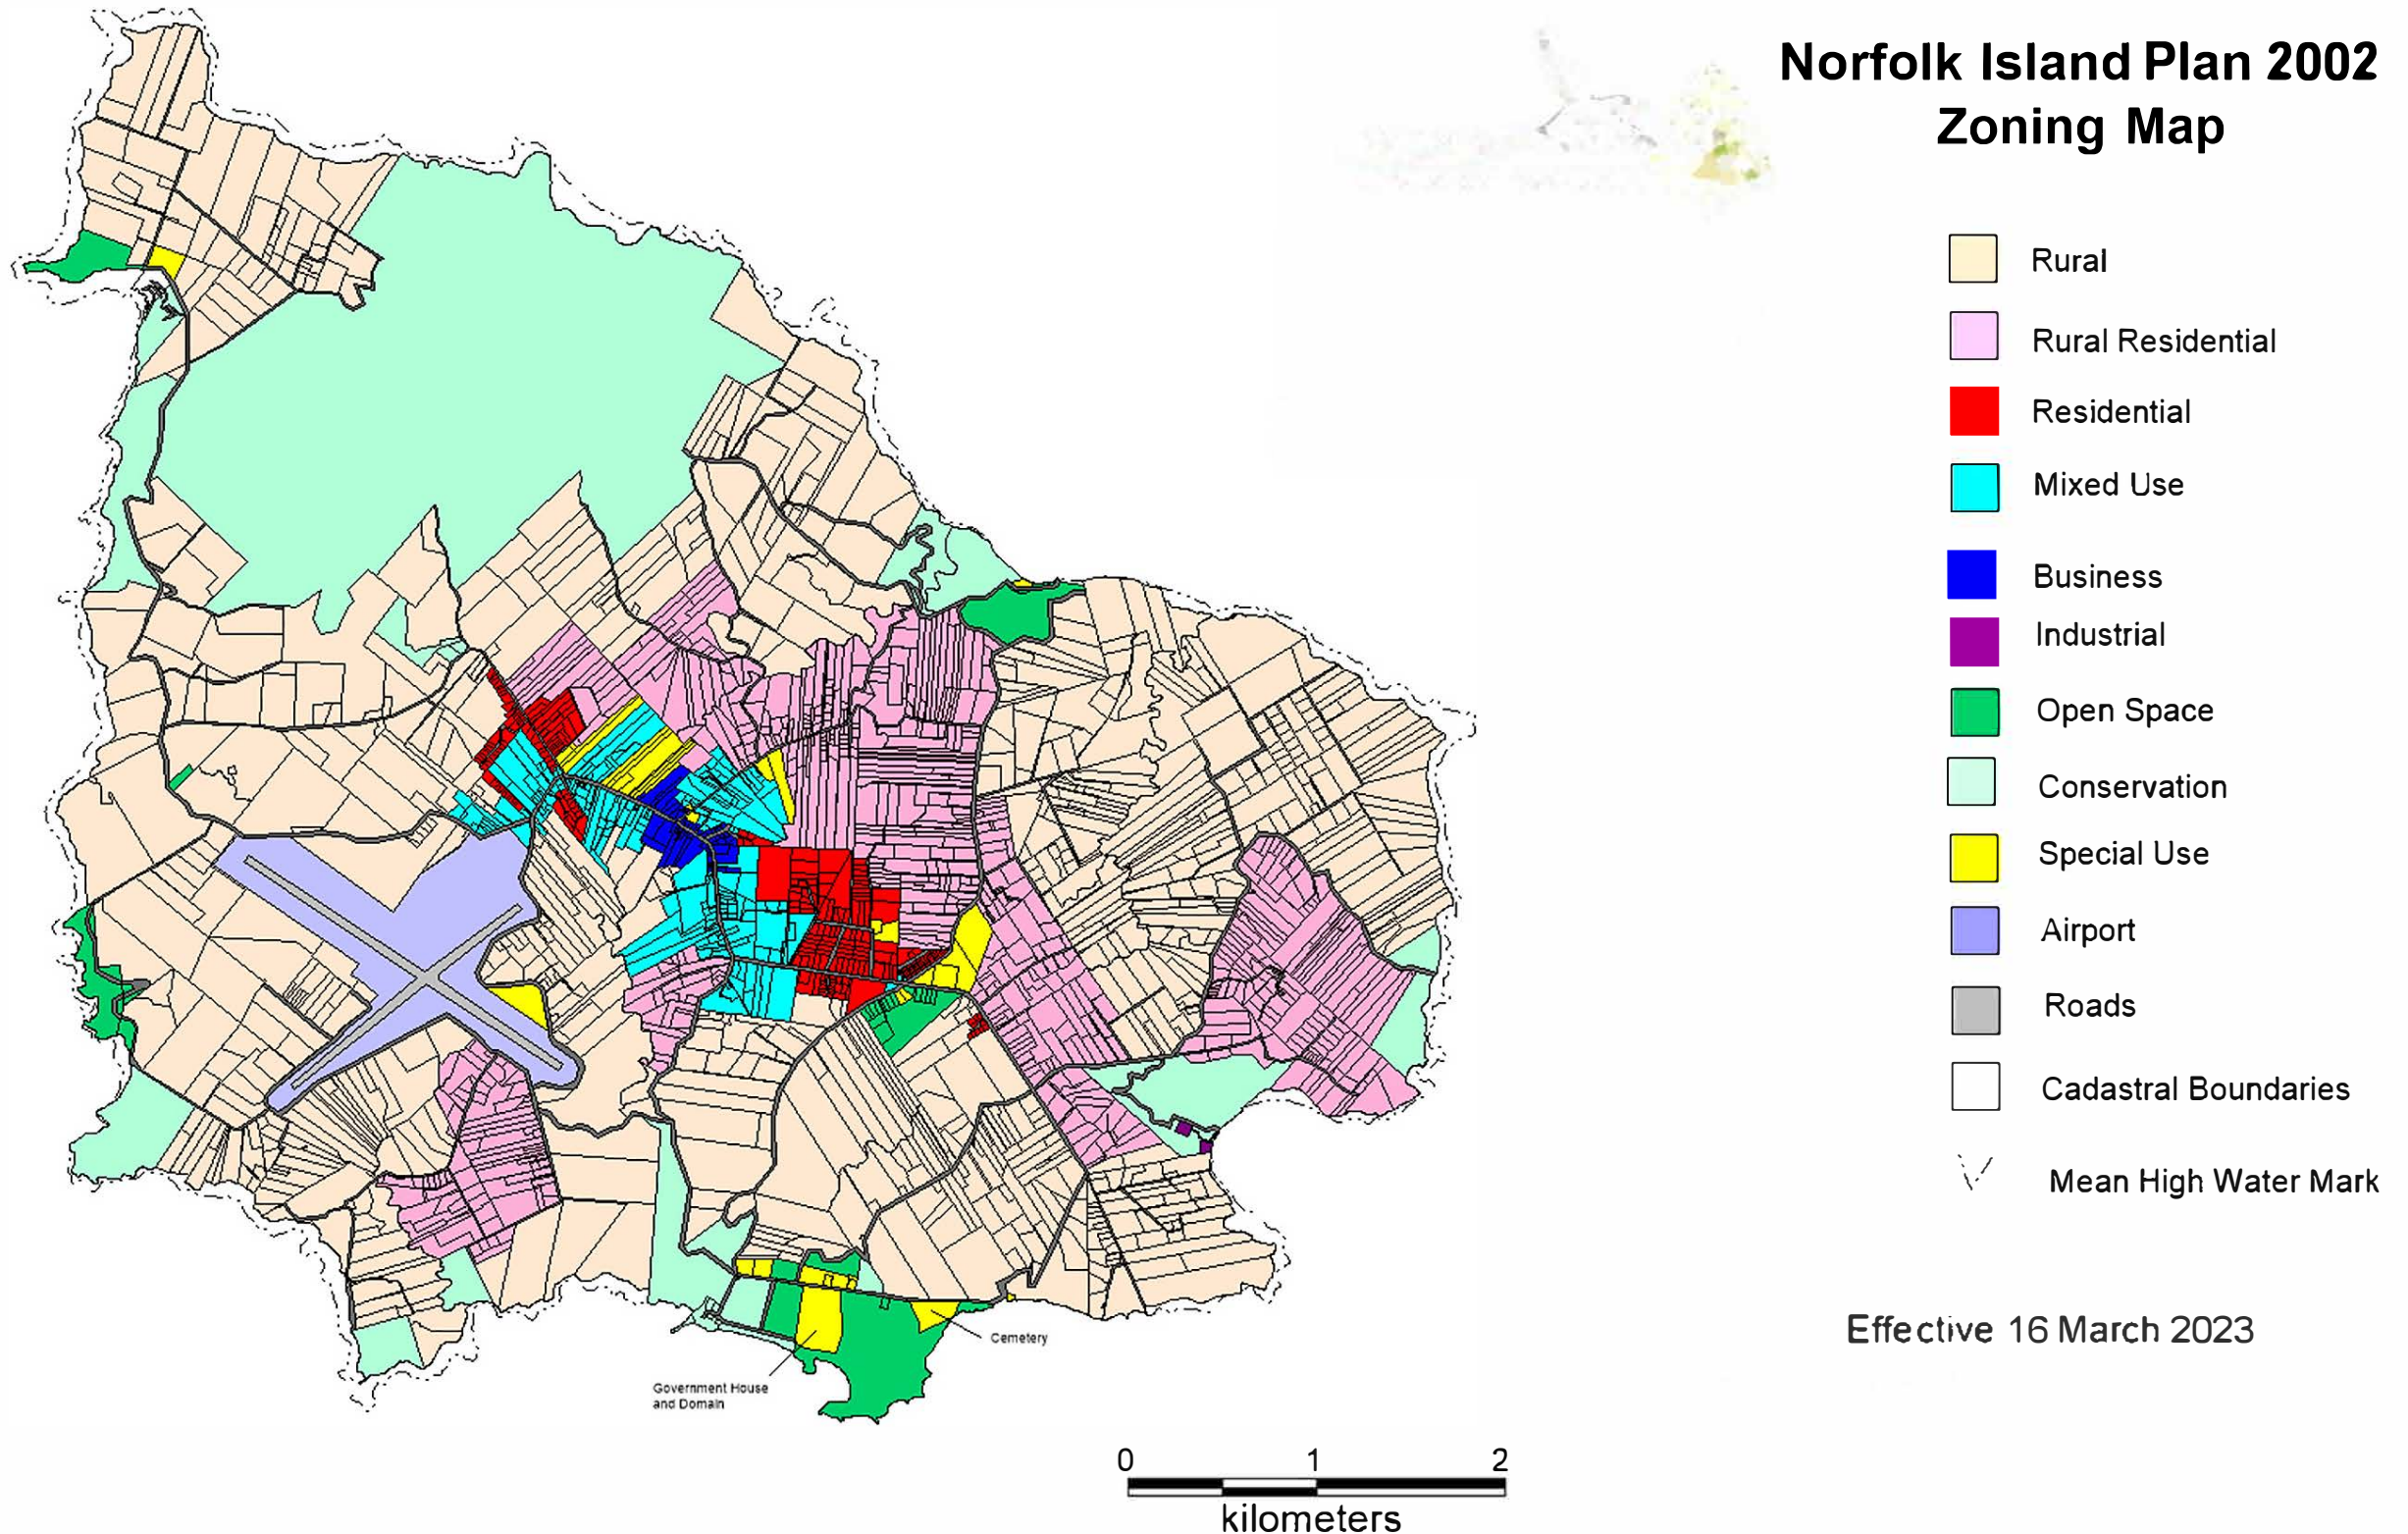 Norfolk Island Plan 2002
Zoning Map
Rural
Rural Residential
Residential
Mixed Use
Business
Industrial
Open Space
Conservation
Special Use
Airport
Roads
Cadastral Boundaries
Mean High Water Mark
Effective 16 March 2023
Cemetery
Government House
and Domain
0 1 2
kilometers